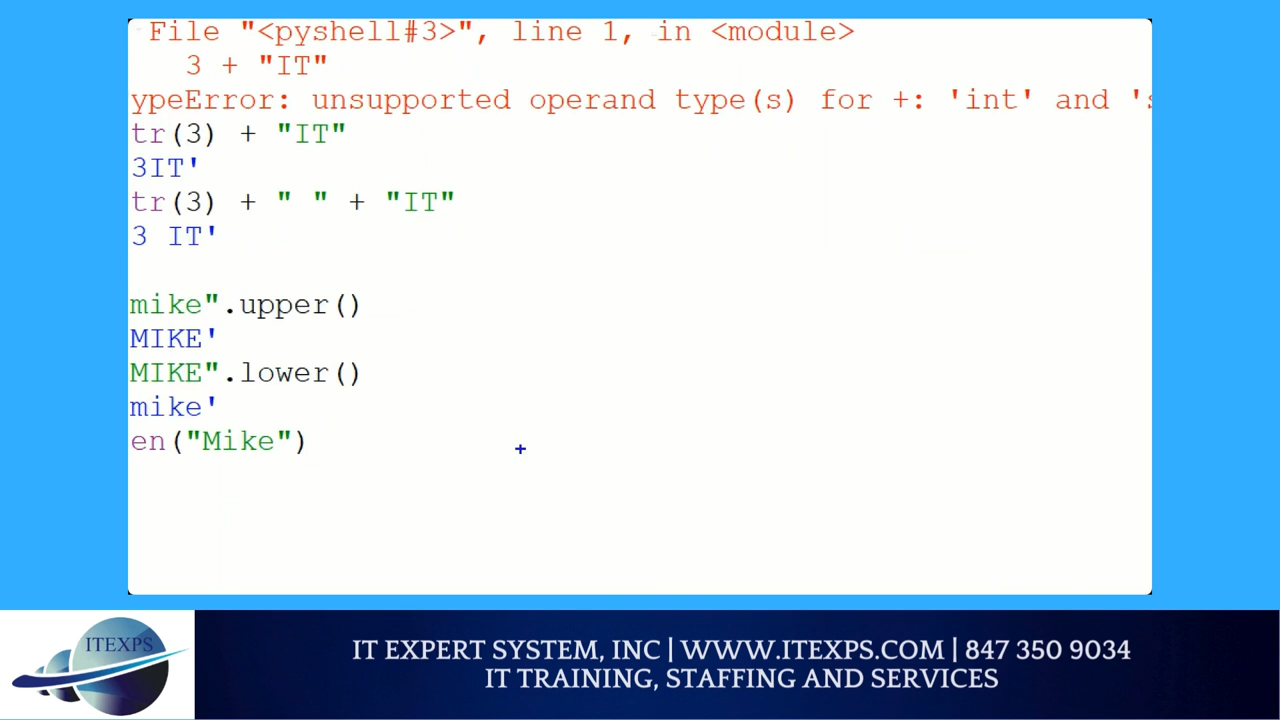 File "<pyshell#3>", line 1, in <module>
3 + "IT"
ypeError: unsupported operand type(s) for +: 'int' and 's
tr(3) + "IT"
3IT'
tr(3) + " " + "IT"
3 IT'
mike".upper()
MIKE'
MIKE".lower()
mike'
en("Mike")
ITEXPS
IT EXPERT SYSTEM, INC | WWW.ITEXPS.COM | 847 350 9034
IT TRAINING, STAFFING AND SERVICES